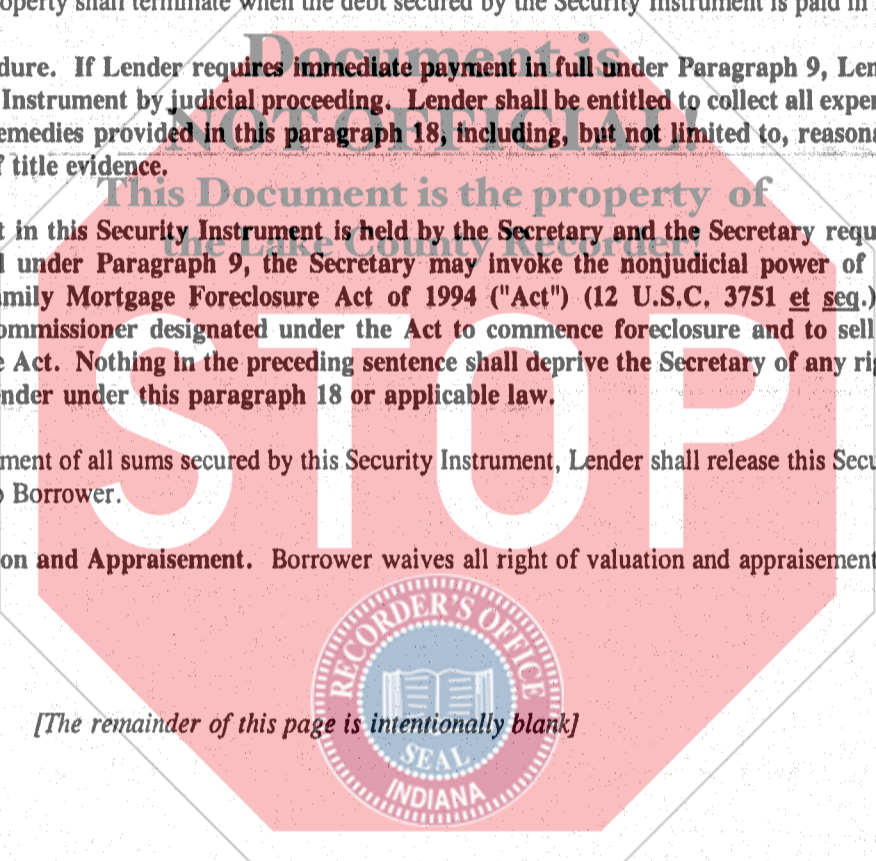 operty shall terminate when the debt secured by the Security Instrument is paid in
Document is
dure. If Lender requires immediate payment in full under Paragraph 9, Len
Instrument by judicial proceeding. Lender shall be entitled to collect all expen
NOT OFFICIAL!
emedies provided in this paragraph 18, including, but not limited to, reasona
f title evidence.
This Document is the property of
t in this Security Instrument is held by the Secretary and the Secretary requ
the Lake County Recorder!
l under Paragraph 9, the Secretary may invoke the nonjudicial power of
amily Mortgage Foreclosure Act of 1994 ("Act") (12 U.S.C. 3751 et seq.)
ommissioner designated under the Act to commence foreclosure and to sell
e Act. Nothing in the preceding sentence shall deprive the Secretary of any rig
ender under this paragraph 18 or applicable law.
STOP
ment of all sums secured by this Security Instrument, Lender shall release this Secu
o Borrower.
on and Appraisement. Borrower waives all right of valuation and appraisement
RECORDER'S OFFICE
[The remainder of this page is intentionally blank]
SEAL
INDIANA